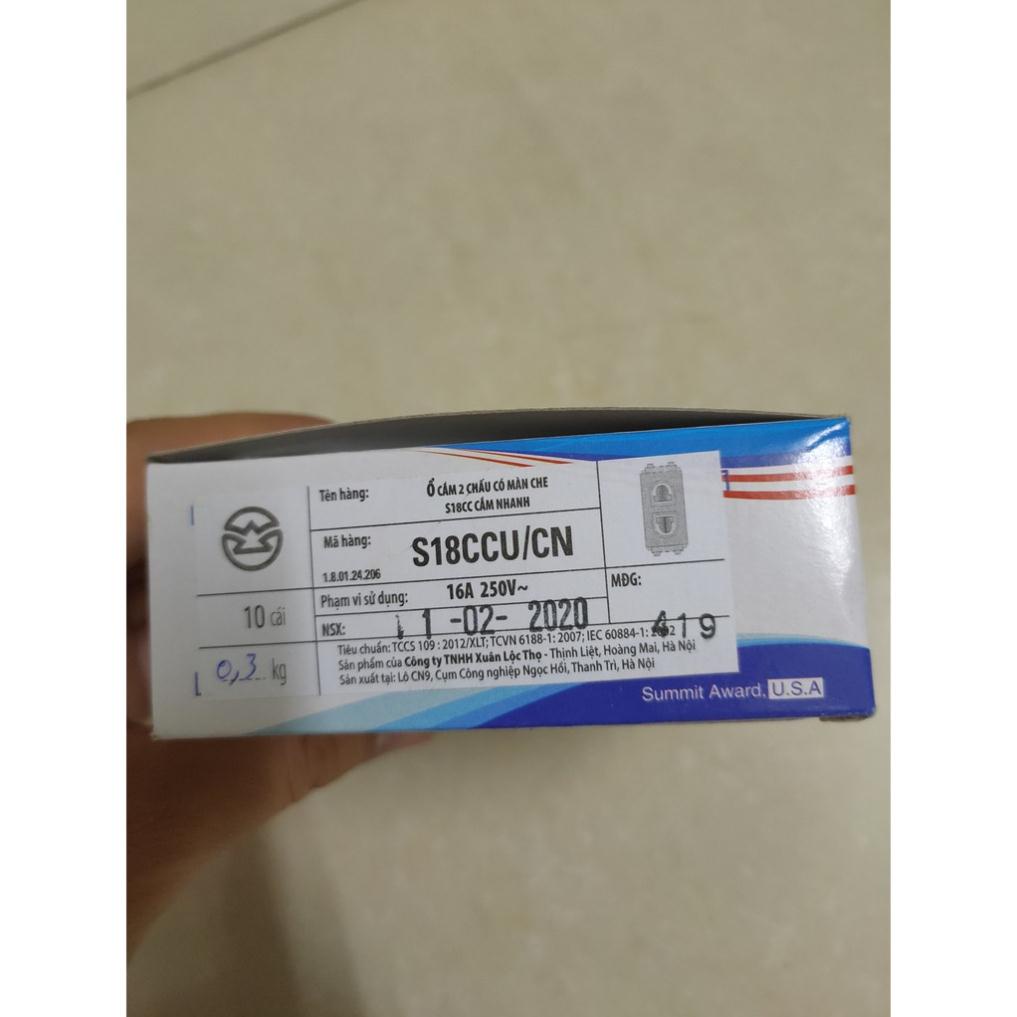 Tên hàng:
Ổ CẮM 2 CHẤU CÓ MÀN CHE
S18CC CẮM NHANH
Mã hàng:
S18CCU/CN
1.8.01.24.206
Phạm vi sử dụng: 16A 250V~
MĐG:
10 cái
NSX: 11 -02- 2020
419
0,3 kg
Tiêu chuẩn: TCCS 109 : 2012/XLT; TCVN 6188-1: 2007; IEC 60884-1:
Sản phẩm của Công ty TNHH Xuân Lộc Thọ - Thịnh Liệt, Hoàng Mai, Hà Nội
Sản xuất tại: Lô CN9, Cụm Công nghiệp Ngọc Hồi, Thanh Trì, Hà Nội
Summit Award, U.S.A